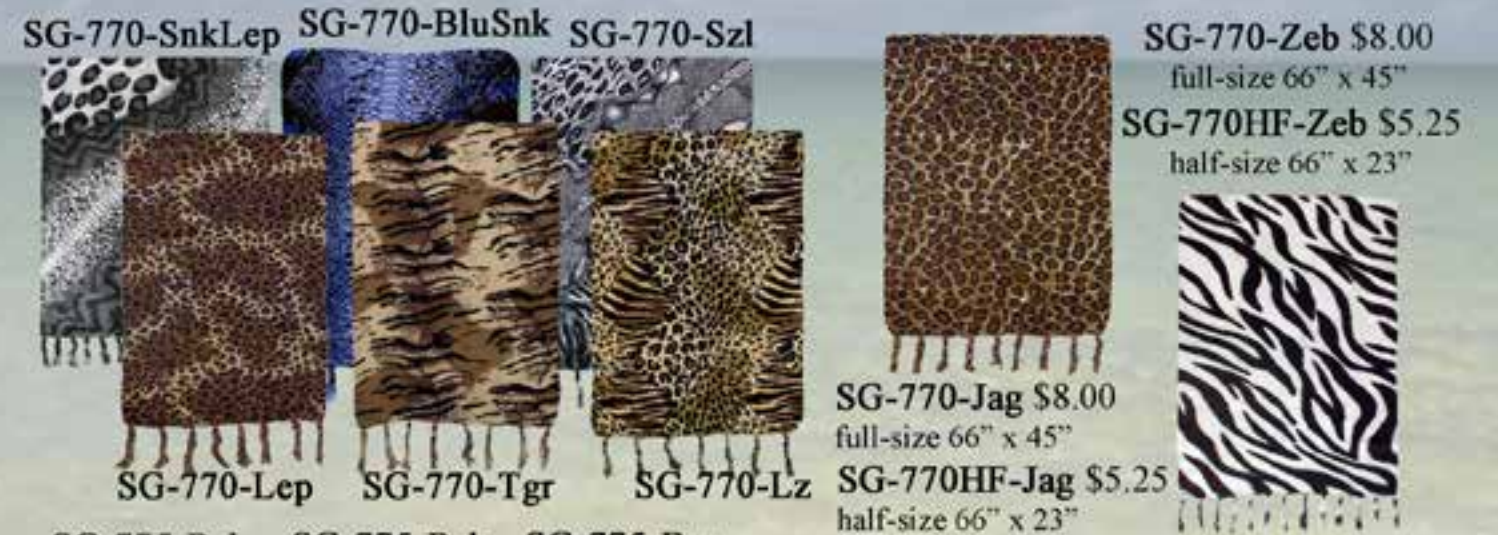 SG-770-SnkLep SG-770-BluSnk SG-770-Szl
SG-770-Lep SG-770-Tgr SG-770-Lz
SG-770-Zeb $8.00
full-size 66” x 45”
SG-770HF-Zeb $5.25
half-size 66” x 23”
SG-770-Jag $8.00
full-size 66” x 45”
SG-770HF-Jag $5.25
half-size 66” x 23”